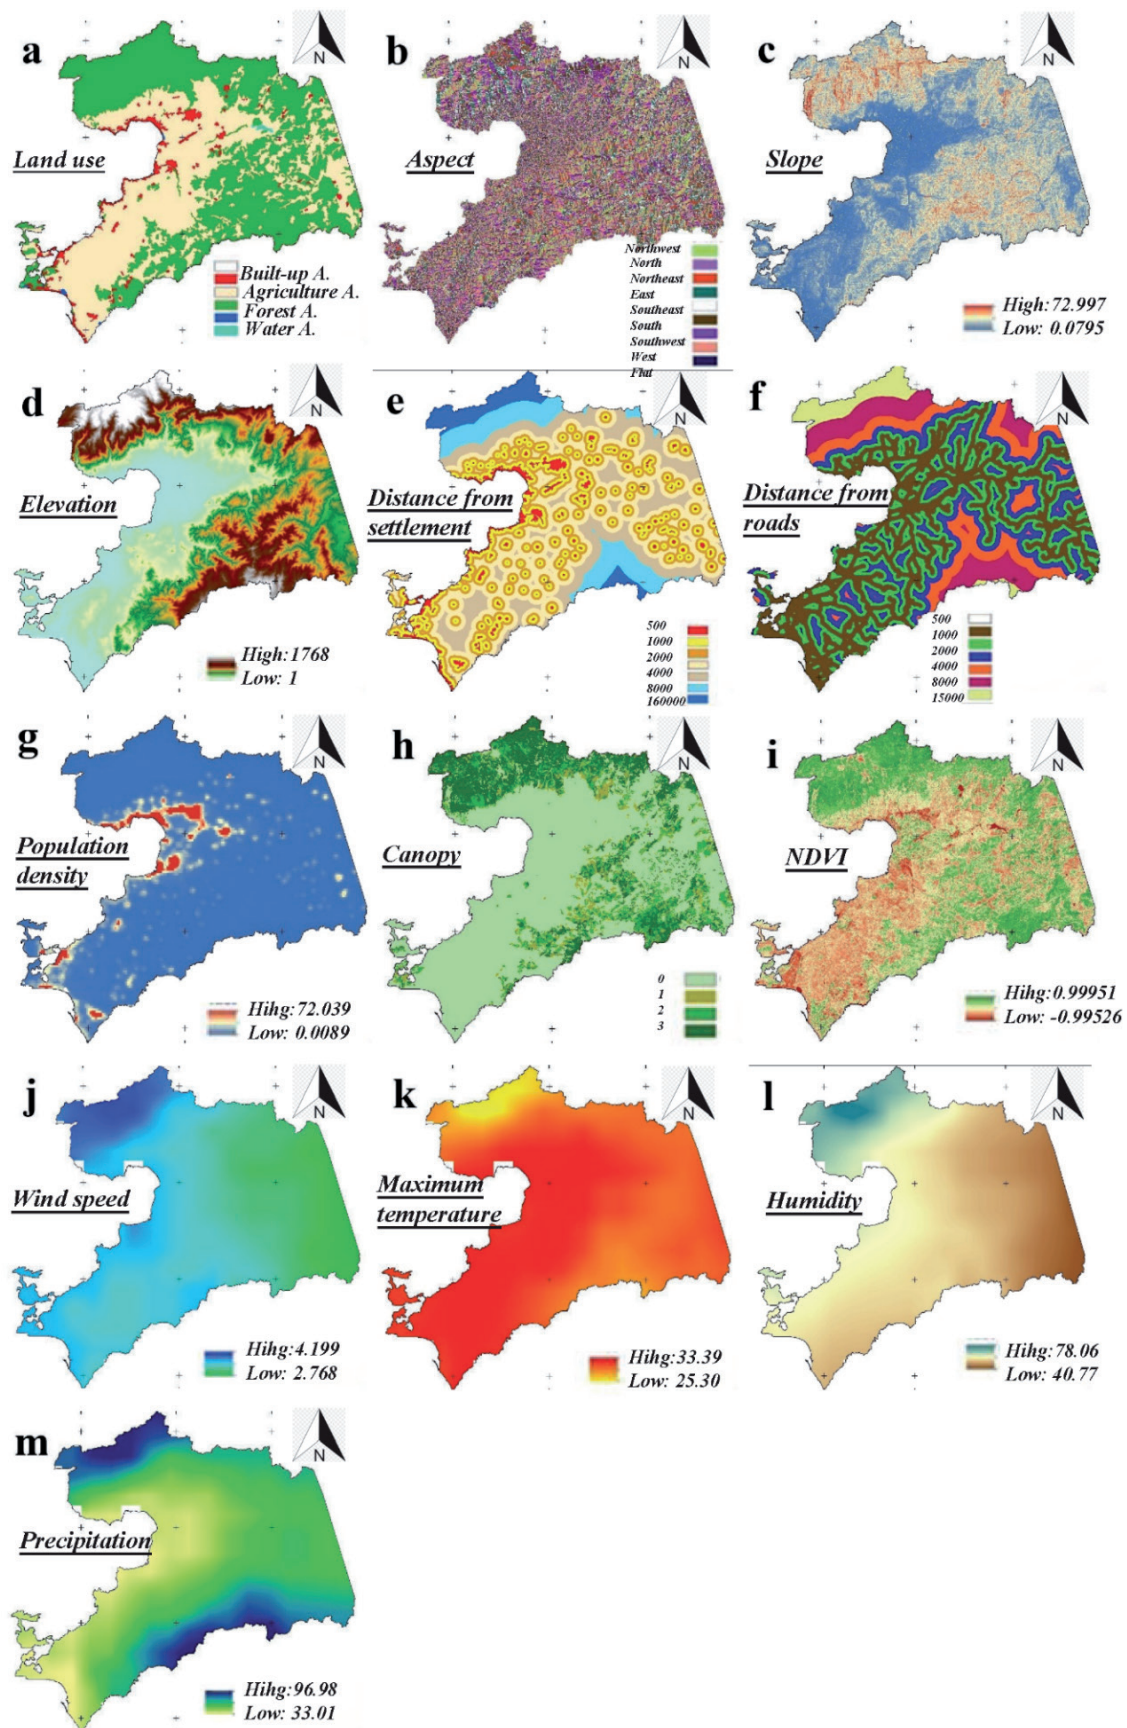 a
N
Land use
Built-up A.
Agriculture A.
Forest A.
Water A.
b
N
Aspect
Northwest
North
Northeast
East
Southeast
South
Southwest
West
Flat
c
N
Slope
High:72.997
Low: 0.0795
d
N
Elevation
High:1768
Low: 1
e
N
Distance from
settlement
500
1000
2000
4000
8000
160000
f
N
Distance from
roads
500
1000
2000
4000
8000
15000
g
N
Population
density
Hihg:72.039
Low: 0.0089
h
N
Canopy
0
1
2
3
i
N
NDVI
Hihg:0.99951
Low: -0.99526
j
N
Wind speed
Hihg:4.199
Low: 2.768
k
N
Maximum
temperature
Hihg:33.39
Low: 25.30
l
N
Humidity
Hihg:78.06
Low: 40.77
m
N
Precipitation
Hihg:96.98
Low: 33.01